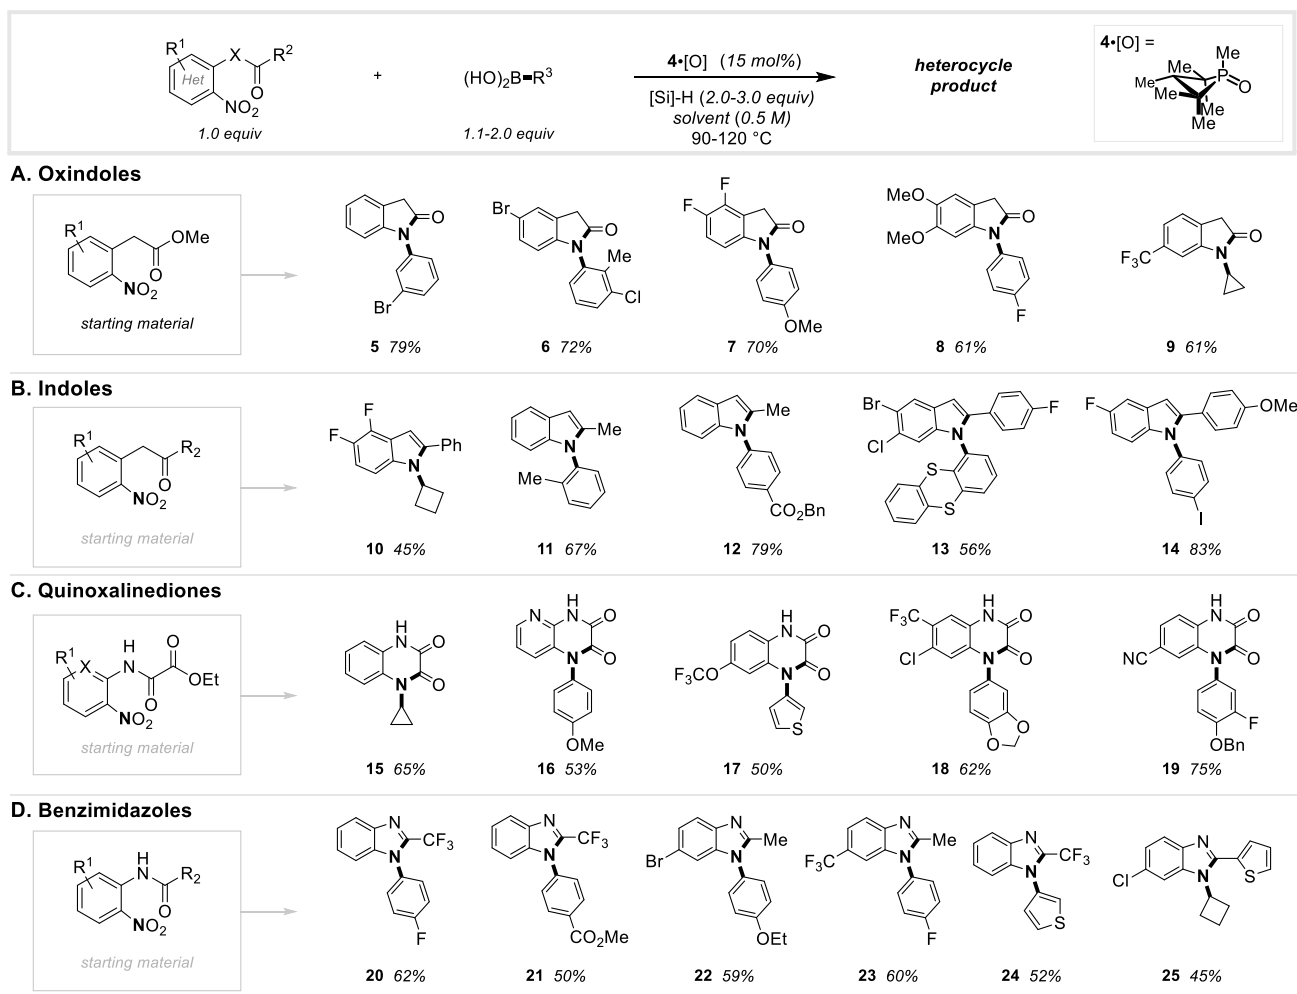 R1 X R2
Het
O
NO2
1.0 equiv
+
(HO)2B-R3
1.1-2.0 equiv
4•[O] (15 mol%)
[Si]-H (2.0-3.0 equiv)
solvent (0.5 M)
90-120 °C
heterocycle
product
4•[O] =
Me
Me
P
O
Me
Me
Me
Me
A. Oxindoles
R1
OMe
O
NO2
starting material
O
N
Br
5 79%
Br
O
N
Me
Cl
6 72%
F
F
O
N
OMe
7 70%
MeO
MeO
O
N
F
8 61%
F3C
O
N
9 61%
B. Indoles
R1
R2
O
NO2
starting material
F
F
Ph
N
10 45%
Me
N
Me
11 67%
Me
N
CO2Bn
12 79%
Br
Cl
F
N
S
S
13 56%
F
OMe
N
I
14 83%
C. Quinoxalinediones
R1 X H
N
O
OEt
O
NO2
starting material
H
N
O
O
N
15 65%
N
H
N
O
O
N
OMe
16 53%
H
N
O
O
N
F3C
O
S
17 50%
F3C
Cl
H
N
O
O
N
O
O
18 62%
NC
H
N
O
O
N
F
OBn
19 75%
D. Benzimidazoles
R1
H
N
R2
O
NO2
starting material
N
CF3
N
F
20 62%
N
CF3
N
CO2Me
21 50%
N
Me
Br
N
OEt
22 59%
N
Me
F3C
N
F
23 60%
N
CF3
N
S
24 52%
N
Cl
N
S
25 45%